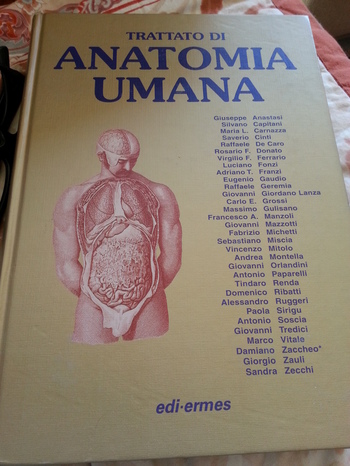 TRATTATO DI
ANATOMIA
UMANA
Giuseppe Anastasi
Silvano Capitani
Maria L. Carnazza
Saverio Cinti
Raffaele De Caro
Rosario F. Donato
Virgilio F. Ferrario
Luciano Fonzi
Adriano T. Franzi
Eugenio Gaudio
Raffaele Geremia
Giovanni Giordano Lanza
Carlo E. Grossi
Massimo Gulisano
Francesco A. Manzoli
Giovanni Mazzotti
Fabrizio Michetti
Sebastiano Miscia
Vincenzo Mitolo
Andrea Montella
Giovanni Orlandini
Antonio Paparelli
Tindaro Renda
Domenico Ribatti
Alessandro Ruggeri
Paola Sirigu
Antonio Soscia
Giovanni Tredici
Marco Vitale
Damiano Zaccheo*
Giorgio Zauli
Sandra Zecchi
edi·ermes